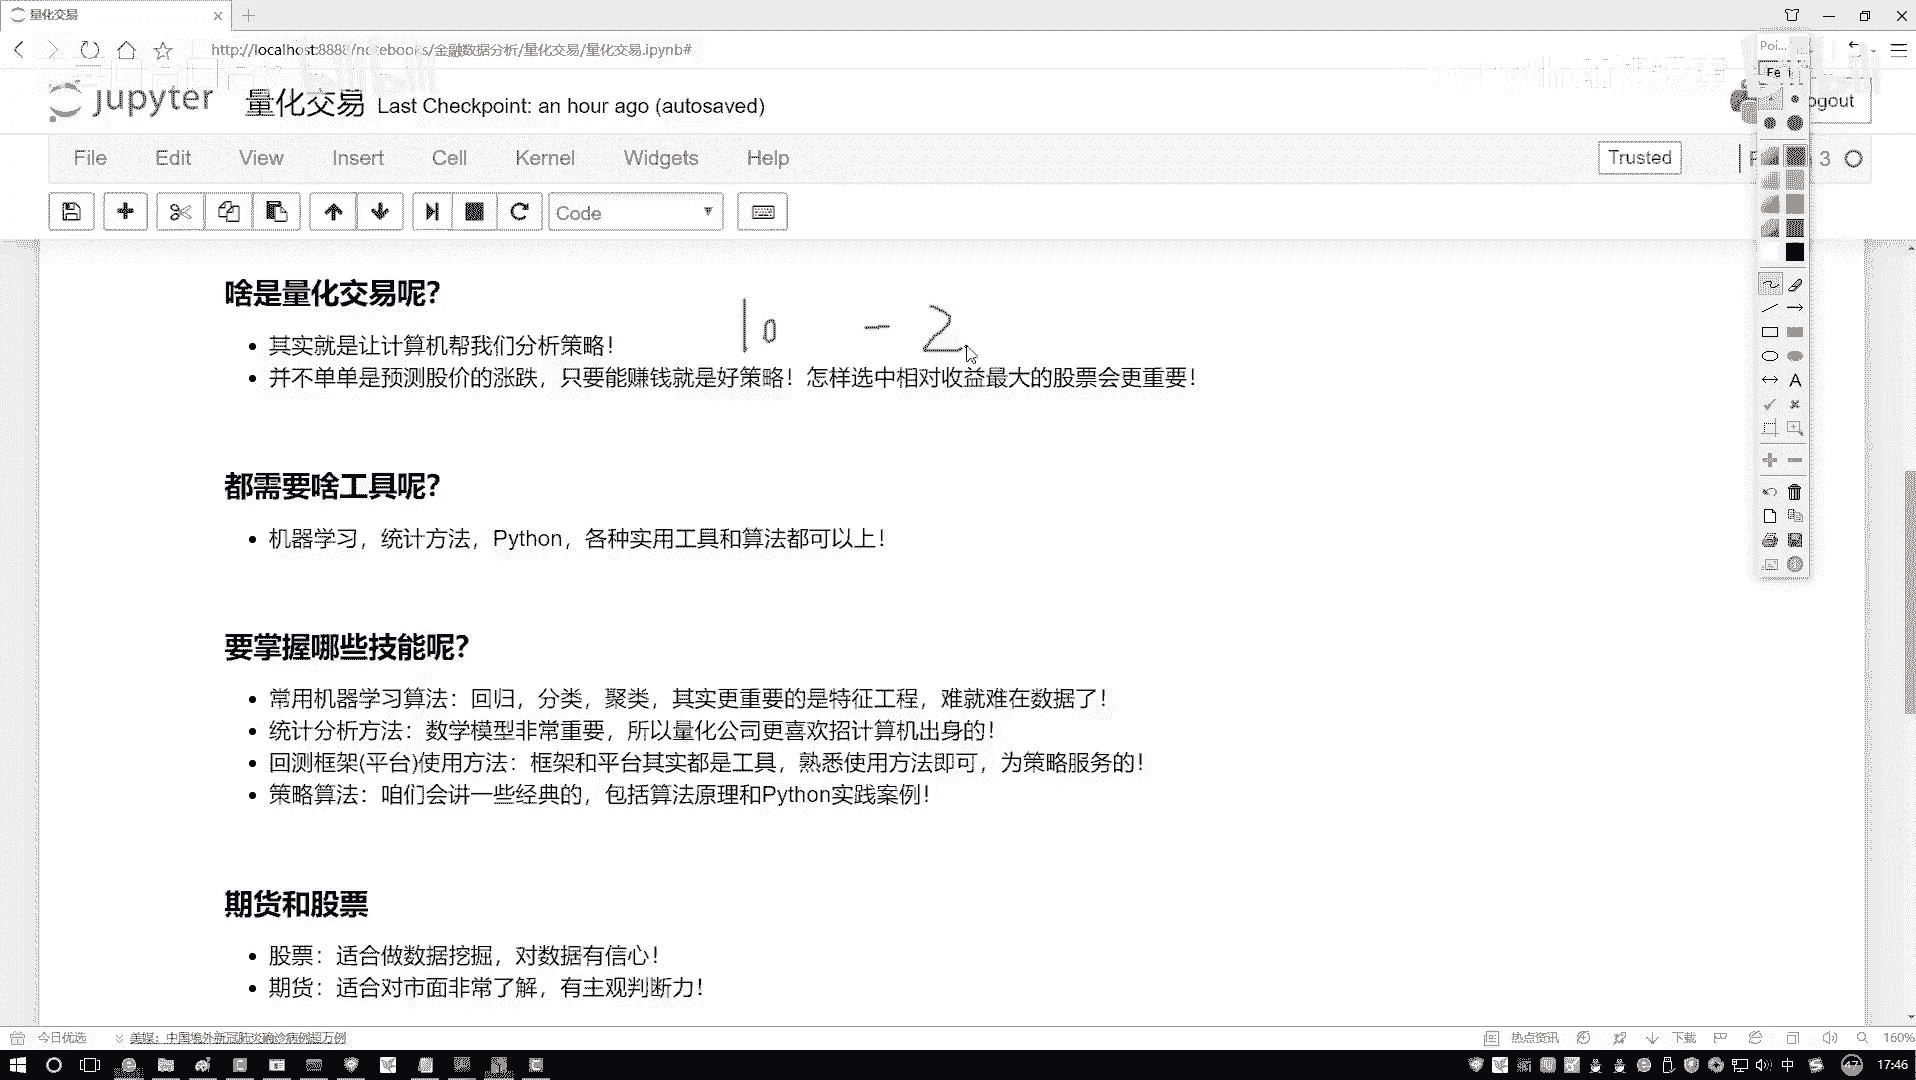 量化交易
http://localhost:8888/notebooks/金融数据分析/量化交易/量化交易.ipynb#
Poi...
jupyter 量化交易 Last Checkpoint: an hour ago (autosaved)
File Edit View Insert Cell Kernel Widgets Help Trusted 3
Code
啥是量化交易呢?
10 - 2
其实就是让计算机帮我们分析策略!
并不单单是预测股价的涨跌，只要能赚钱就是好策略! 怎样选中相对收益最大的股票会更重要!
都需要啥工具呢?
机器学习，统计方法，Python，各种实用工具和算法都可以上!
要掌握哪些技能呢?
常用机器学习算法：回归，分类，聚类，其实更重要的是特征工程，难就难在数据了!
统计分析方法：数学模型非常重要，所以量化公司更喜欢招计算机出身的!
回测框架(平台)使用方法：框架和平台其实都是工具，熟悉使用方法即可，为策略服务的!
策略算法：咱们会讲一些经典的，包括算法原理和Python实践案例!
期货和股票
股票：适合做数据挖掘，对数据有信心!
期货：适合对市面非常了解，有主观判断力!
今日优选 美媒：中国境外新冠肺炎确诊病例超万例 热点资讯 下载 160%
中 47 17:46